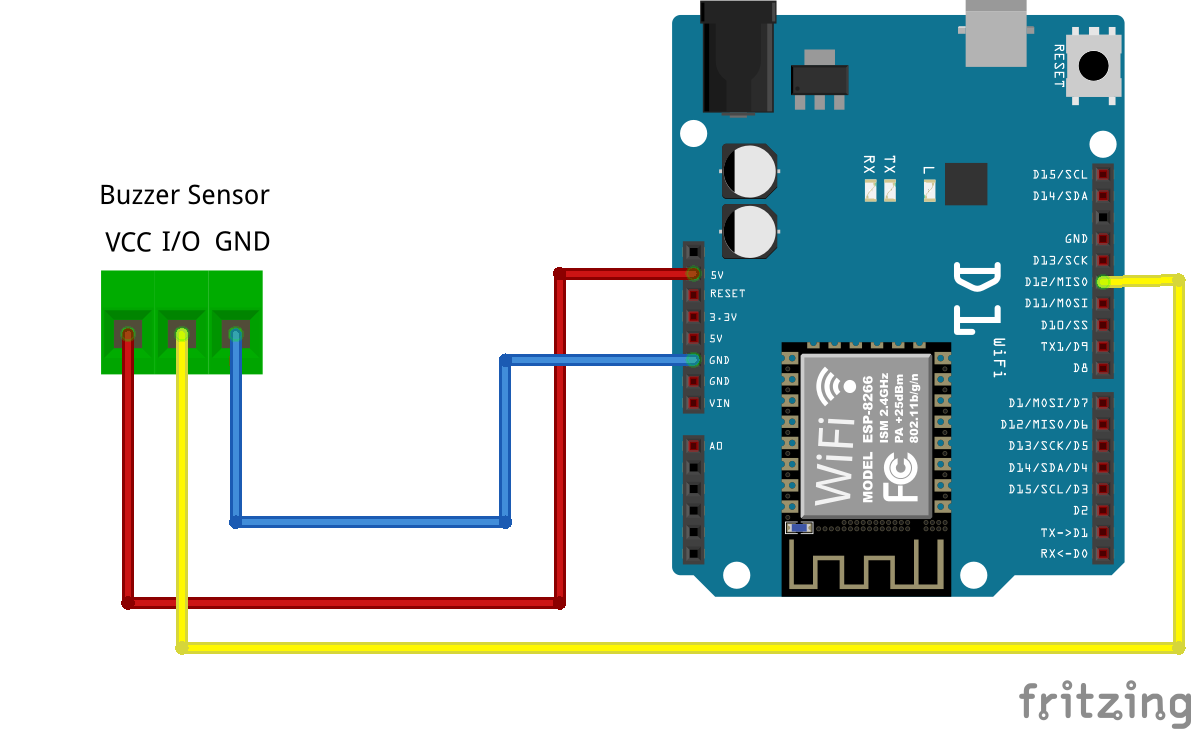 Buzzer Sensor
VCC I/O GND
RESET
RX
TX
L
5V
RESET
3.3V
5V
GND
GND
VIN
A0
D1
WiFi
D15/SCL
D14/SDA
GND
D13/SCK
D12/MISO
D11/MOSI
D10/SS
TX1/D9
D8
D1/MOSI/D7
D12/MISO/D6
D13/SCK/D5
D14/SDA/D4
D15/SCL/D3
D2
TX->D1
RX<-D0
WiFi
MODEL ESP-8266
ISM 2.4GHz
PA +25dBm
802.11b/g/n
FC
fritzing